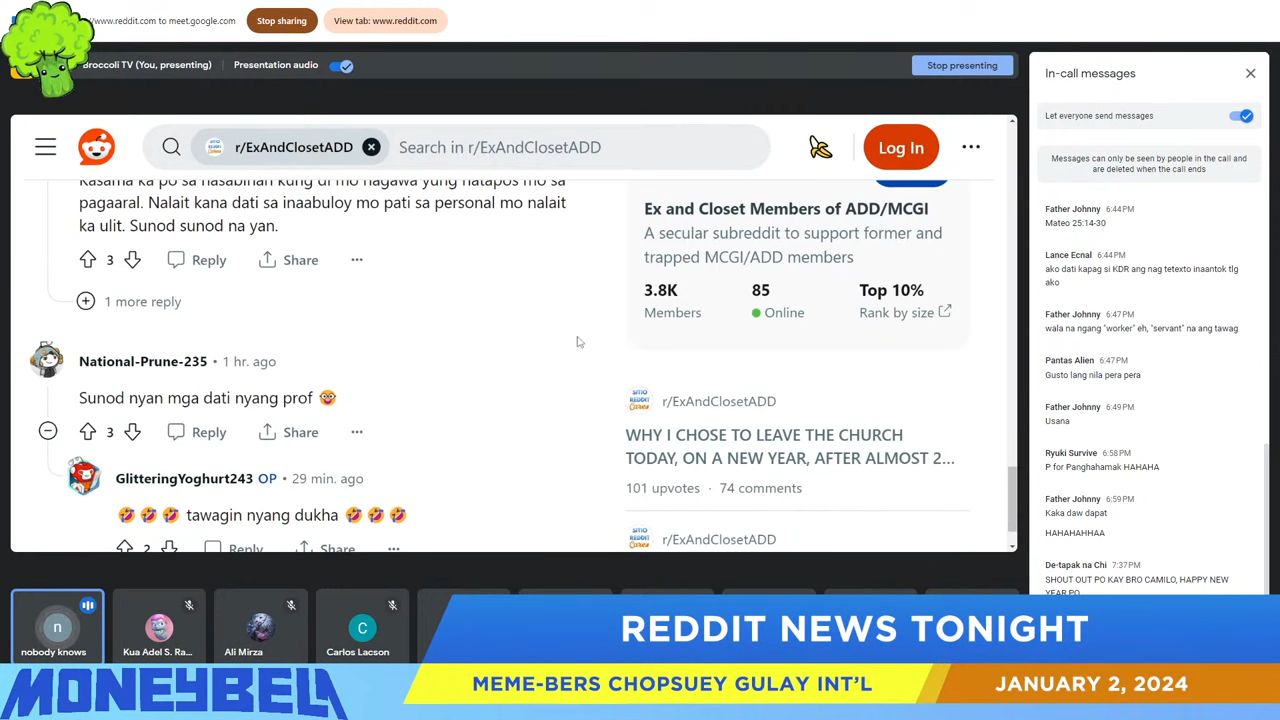 /www.reddit.com to meet.google.com
Stop sharing
View tab: www.reddit.com
Broccoli TV (You, presenting)
Presentation audio
Stop presenting
r/ExAndClosetADD
Search in r/ExAndClosetADD
Log In
Kasama ka po sa nasabihan kung di mo nagawa yung natapos mo sa
pagaaral. Nalait kana dati sa inaabuloy mo pati sa personal mo nalait
ka ulit. Sunod sunod na yan.
3
Reply
Share
1 more reply
National-Prune-235 • 1 hr. ago
Sunod nyan mga dati nyang prof 🤓
3
Reply
Share
GlitteringYoghurt243 OP • 29 min. ago
🤣 🤣 🤣 tawagin nyang dukha 🤣 🤣 🤣
2
Reply
Share
Ex and Closet Members of ADD/MCGI
A secular subreddit to support former and
trapped MCGI/ADD members
3.8K
85
Top 10%
Members
Online
Rank by size
r/ExAndClosetADD
WHY I CHOSE TO LEAVE THE CHURCH
TODAY, ON A NEW YEAR, AFTER ALMOST 2...
101 upvotes · 74 comments
r/ExAndClosetADD
In-call messages
Let everyone send messages
Messages can only be seen by people in the call and
are deleted when the call ends
Father Johnny 6:44PM
Mateo 25:14-30
Lance Ecnal 6:44PM
ako dati kapag si KDR ang nag tetexto inaantok tlg
ako
Father Johnny 6:47PM
wala na ngang "worker" eh, "servant" na ang tawag
Pantas Alien 6:47PM
Gusto lang nila pera pera
Father Johnny 6:49PM
Usana
Ryuki Survive 6:58PM
P for Panghahamak HAHAHA
Father Johnny 6:59PM
Kaka daw dapat
HAHAHAHHAA
De-tapak na Chi 7:37PM
SHOUT OUT PO KAY BRO CAMILO, HAPPY NEW
YEAR PO
n
nobody knows
Kua Adel S. Ra...
Ali Mirza
C
Carlos Lacson
REDDIT NEWS TONIGHT
MONEYBELA
MEME-BERS CHOPSUEY GULAY INT'L
JANUARY 2, 2024